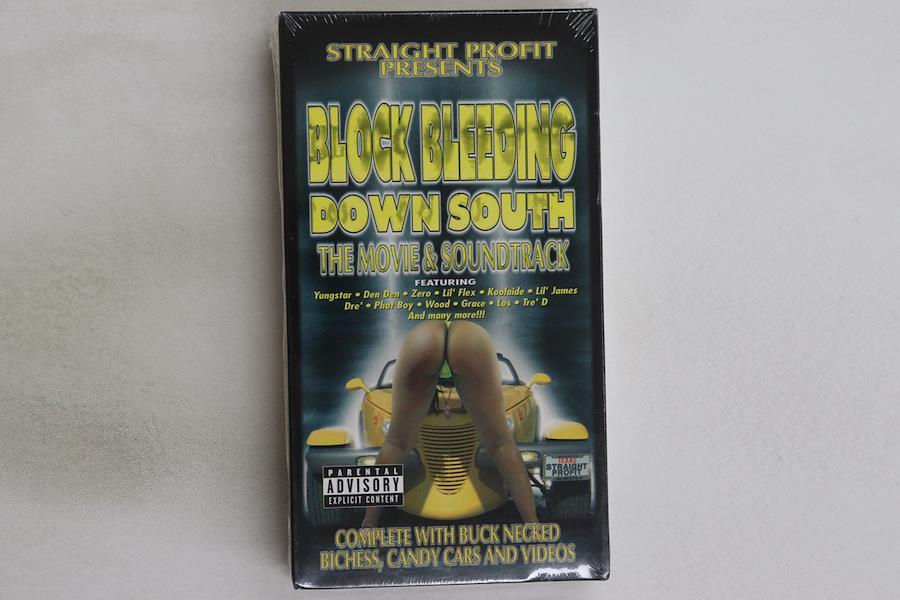 STRAIGHT PROFIT
PRESENTS
BLOCK BLEEDING
DOWN SOUTH
THE MOVIE & SOUNDTRACK
FEATURING
Yungstar • Den Den • Zero • Lil' Flex • Koolaide • Lil' James
Dre' • Phat Boy • Wood • Grace • Los • Tre' D
And many more!!!
TEXAS
STRAIGHT
PROFIT
PARENTAL
ADVISORY
EXPLICIT CONTENT
COMPLETE WITH BUCK NECKED
BICHESS, CANDY CARS AND VIDEOS